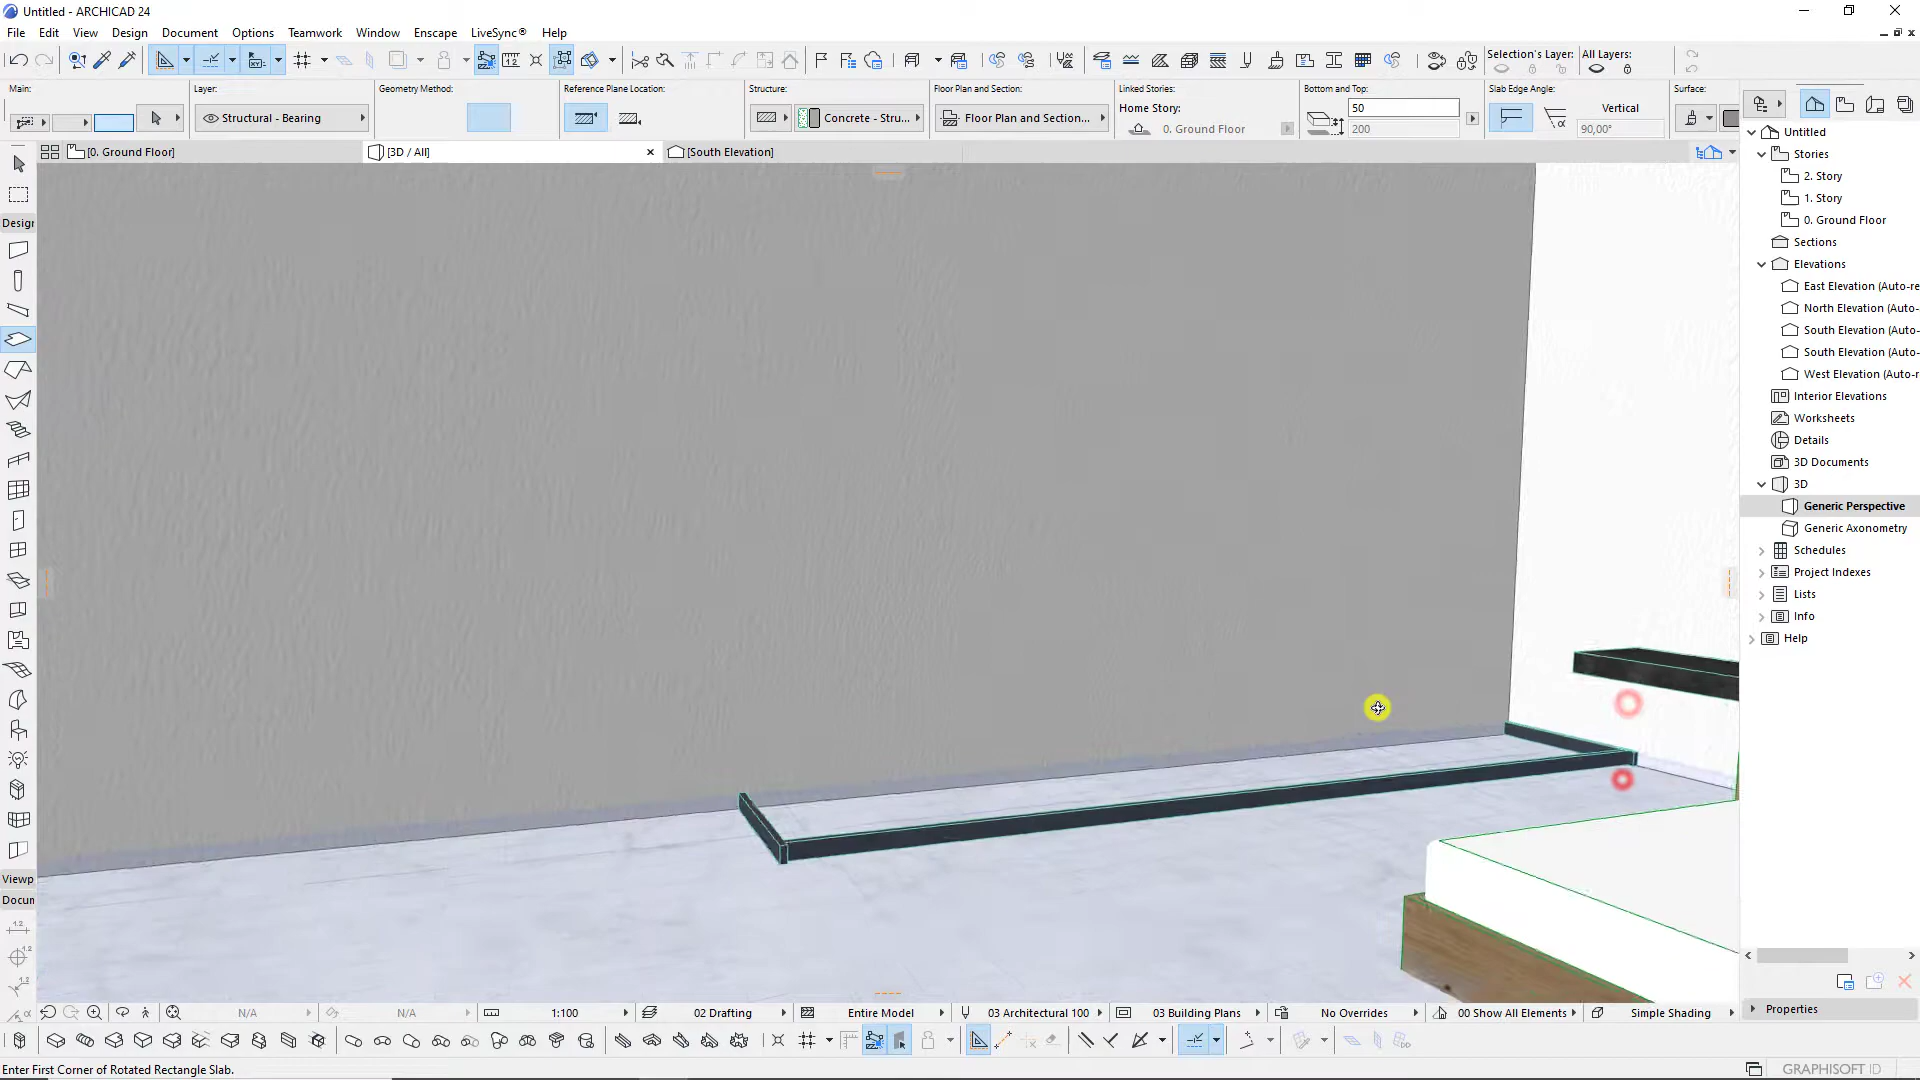 Untitled - ARCHICAD 24
File Edit View Design Document Options Teamwork Window Enscape LiveSync® Help
Selection's Layer: All Layers:
Main: Layer: Geometry Method: Reference Plane Location: Structure: Floor Plan and Section: Linked Stories: Bottom and Top: Slab Edge Angle: Surface:
Structural - Bearing Concrete - Stru... Floor Plan and Section... Home Story: 50 Vertical
0. Ground Floor 200 90,00°
[0. Ground Floor] [3D / All] [South Elevation]
Untitled
Stories
2. Story
1. Story
0. Ground Floor
Sections
Elevations
East Elevation (Auto-re
North Elevation (Auto-
South Elevation (Auto-
South Elevation (Auto-
West Elevation (Auto-r
Interior Elevations
Worksheets
Details
3D Documents
3D
Generic Perspective
Generic Axonometry
Schedules
Project Indexes
Lists
Info
Help
Properties
Design
Viewp
Docum
1.2
N/A N/A 1:100 02 Drafting Entire Model 03 Architectural 100 03 Building Plans No Overrides 00 Show All Elements Simple Shading
Enter First Corner of Rotated Rectangle Slab.
GRAPHISOFT ID